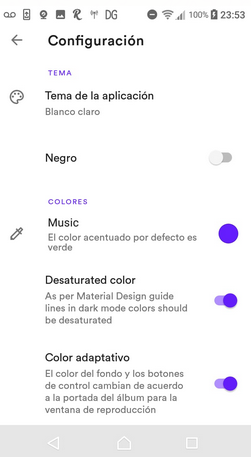 DG 100% 23:53
Configuración
TEMA
Tema de la aplicación
Blanco claro
Negro
COLORES
Music
El color acentuado por defecto es
verde
Desaturated color
As per Material Design guide
lines in dark mode colors should
be desaturated
Color adaptativo
El color del fondo y los botones
de control cambian de acuerdo
a la portada del álbum para la
ventana de reproducción